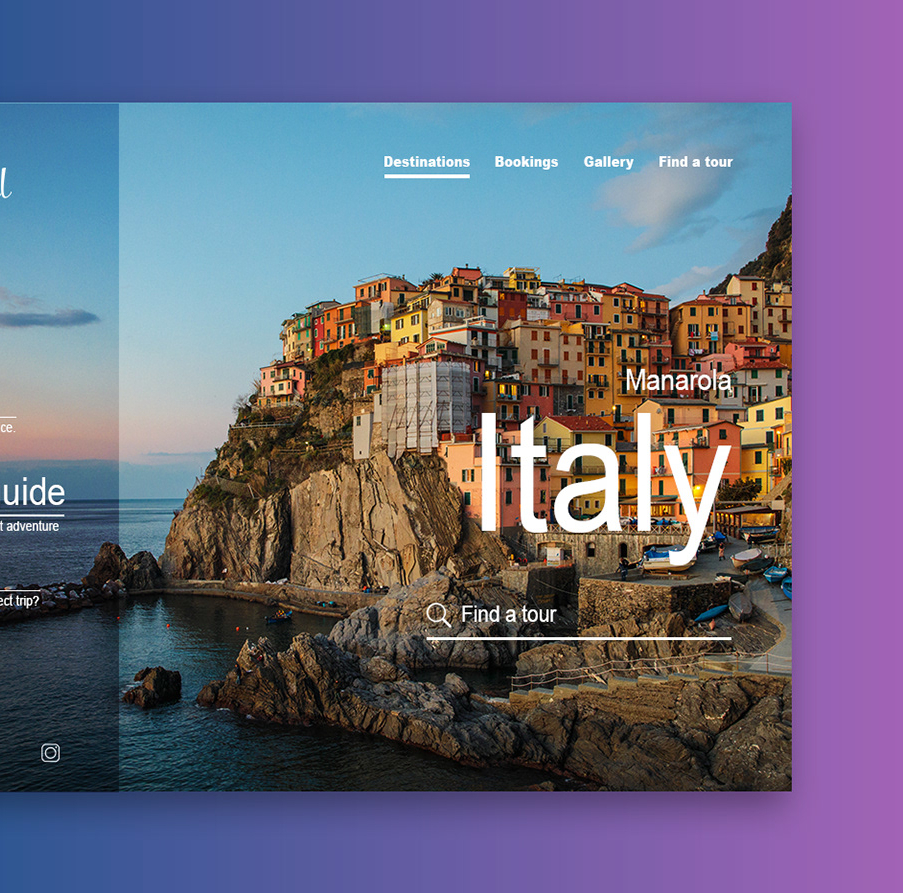 Destinations Bookings Gallery Find a tour
Manarola
Italy
Find a tour
ce.
uide
t adventure
ect trip?